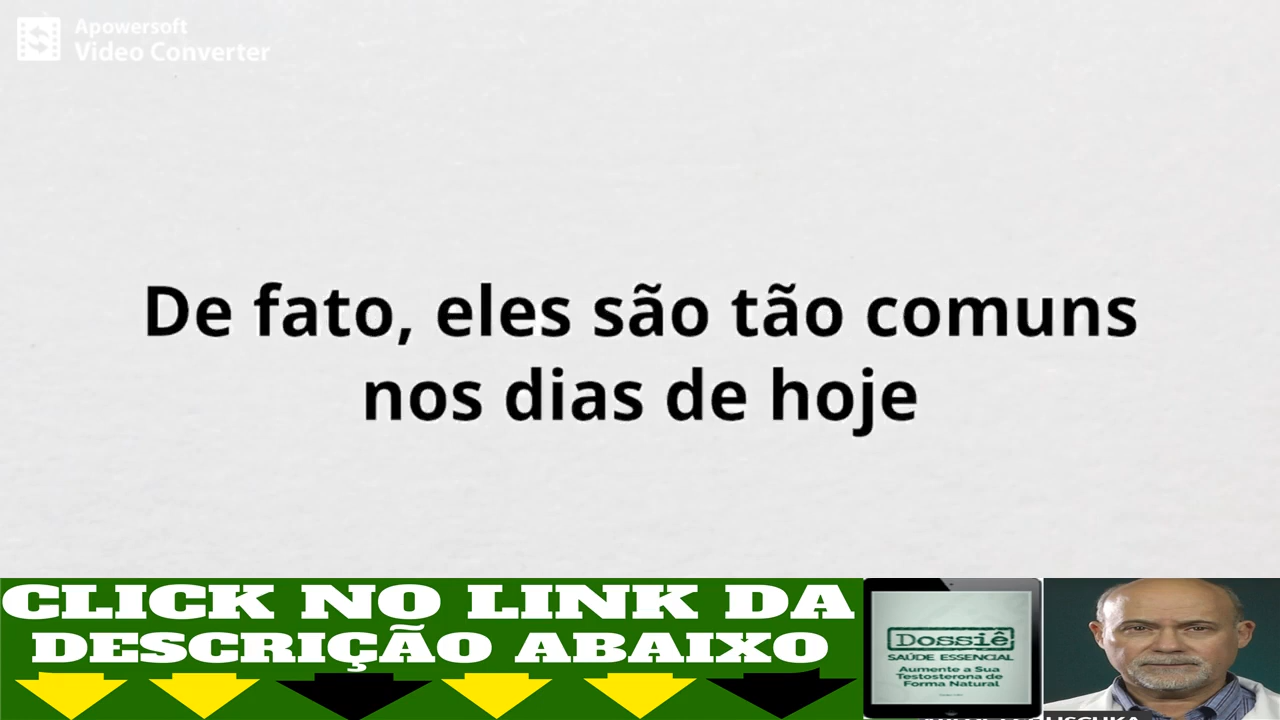 Apowersoft
Video Converter
De fato, eles são tão comuns
nos dias de hoje
CLICK NO LINK DA
DESCRIÇÃO ABAIXO
Dossiê
SAÚDE ESSENCIAL
Aumente a Sua
Testosterona de
Forma Natural